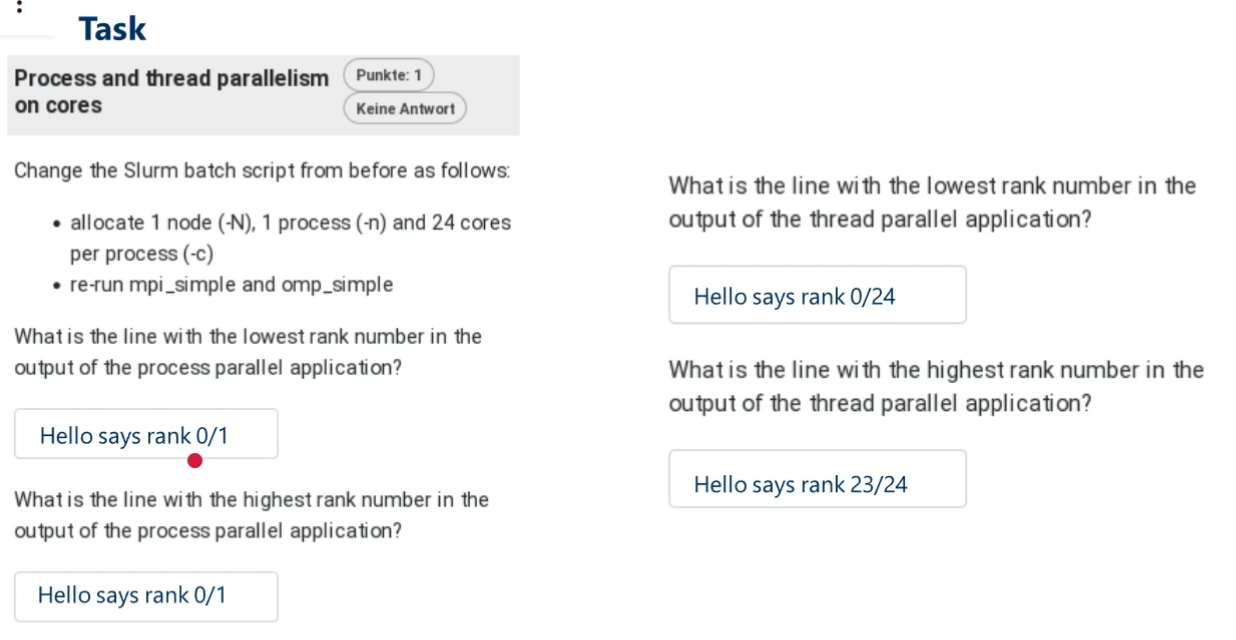 Task
Process and thread parallelism
on cores
Punkte: 1
Keine Antwort
Change the Slurm batch script from before as follows:
• allocate 1 node (-N), 1 process (-n) and 24 cores
per process (-c)
• re-run mpi_simple and omp_simple
What is the line with the lowest rank number in the
output of the process parallel application?
Hello says rank 0/1
What is the line with the highest rank number in the
output of the process parallel application?
Hello says rank 0/1
What is the line with the lowest rank number in the
output of the thread parallel application?
Hello says rank 0/24
What is the line with the highest rank number in the
output of the thread parallel application?
Hello says rank 23/24